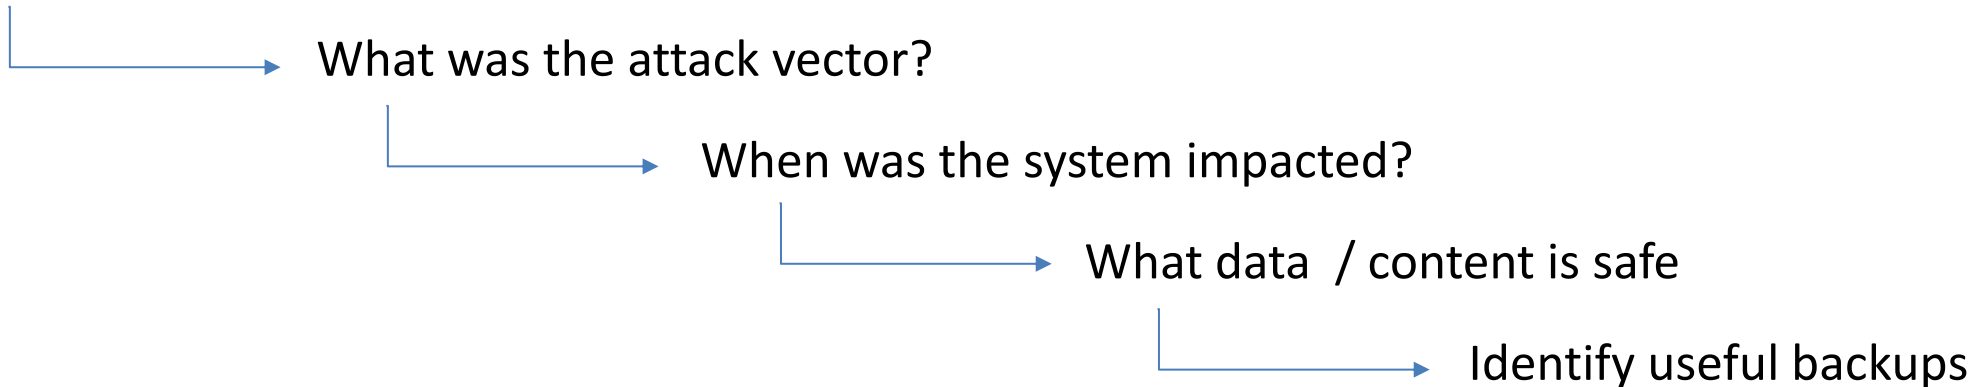 What was the attack vector?
When was the system impacted?
What data  / content is safe
Identify useful backups